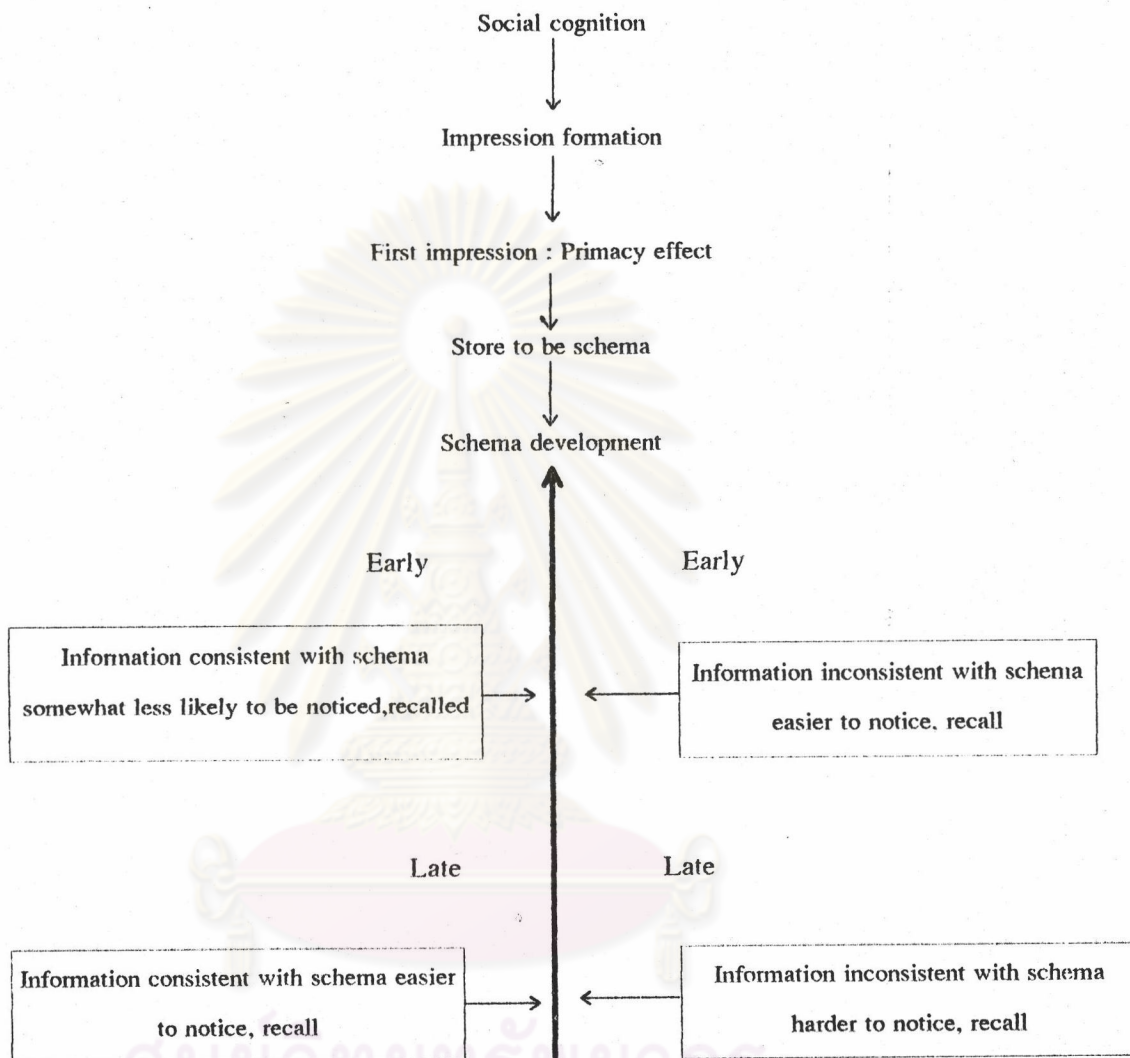 Social cognition
Impression formation
First impression : Primacy effect
Store to be schema
Schema development
Early
Early
Information consistent with schema
somewhat less likely to be noticed,recalled
Information inconsistent with schema
easier to notice, recall
Late
Late
Information consistent with schema easier
to notice, recall
Information inconsistent with schema
harder to notice, recall